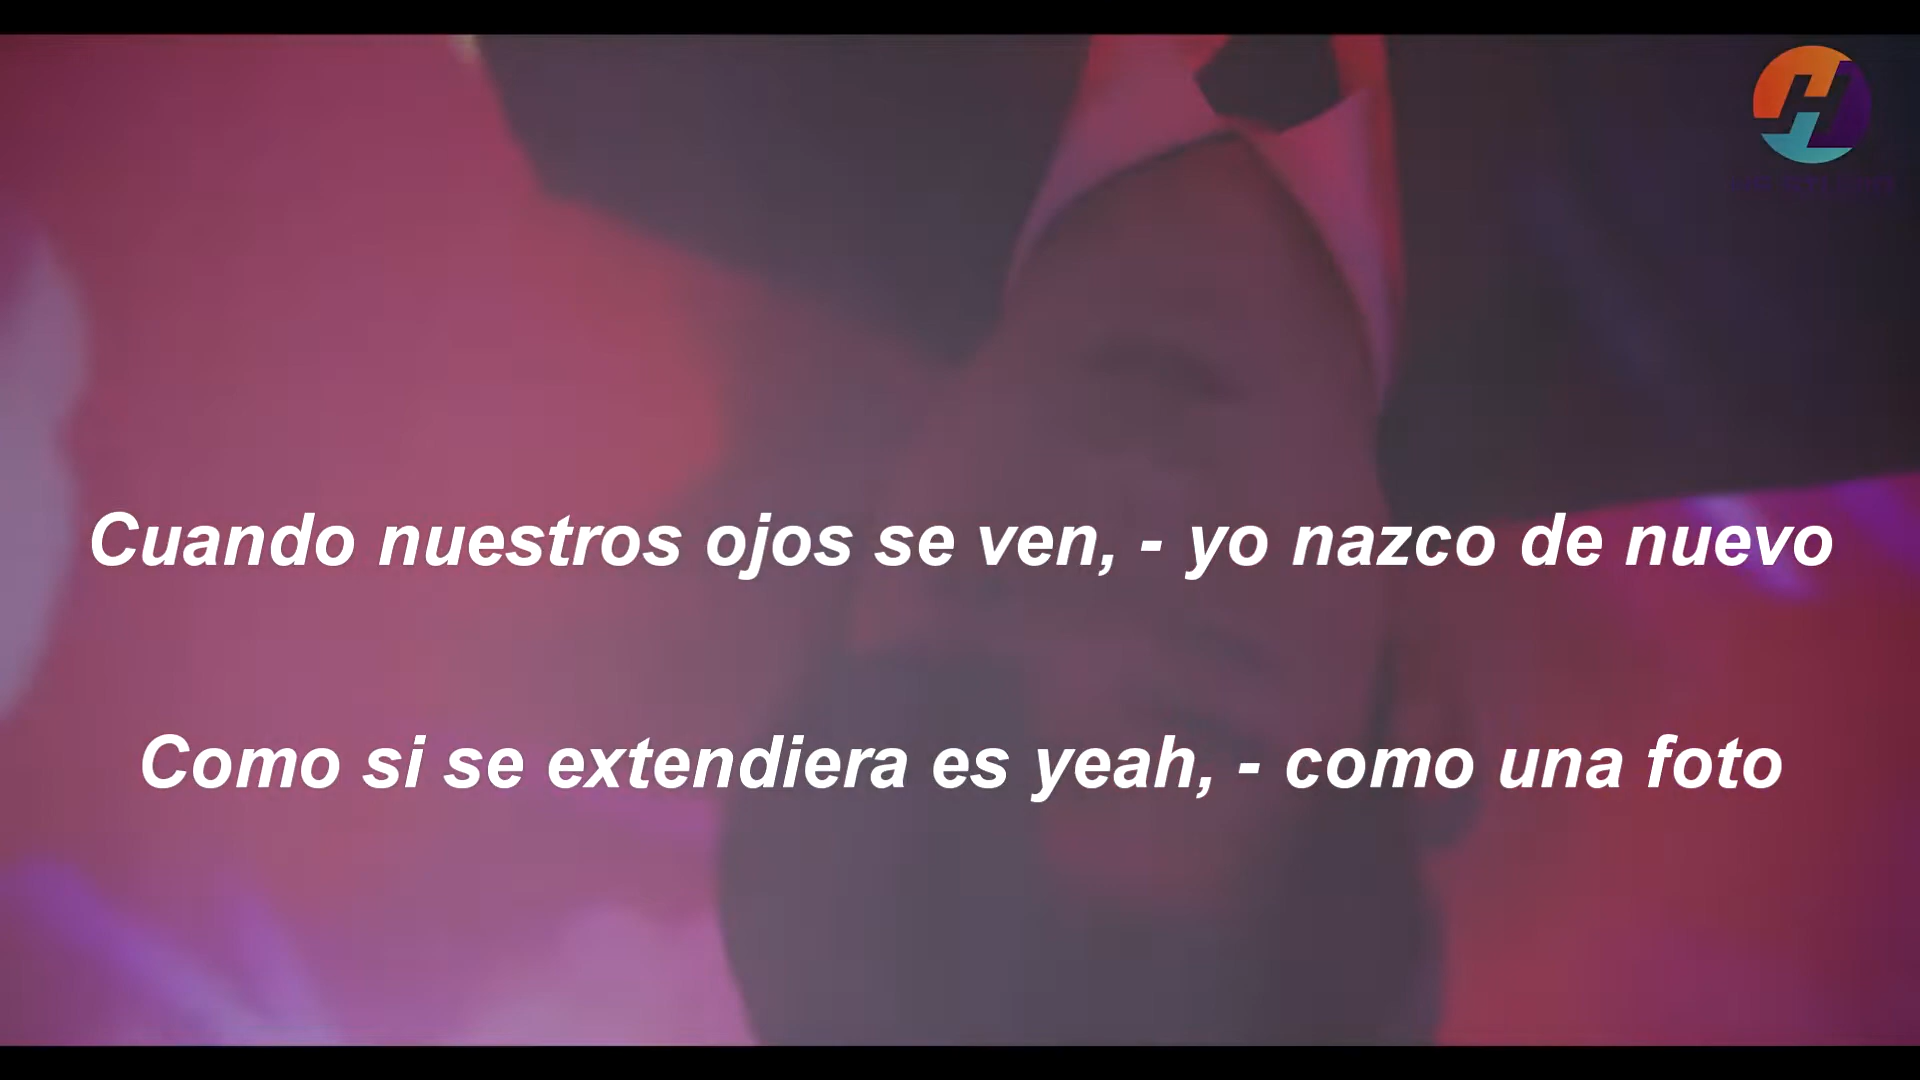 Cuando nuestros ojos se ven, - yo nazco de nuevo
Como si se extendiera es yeah, - como una foto